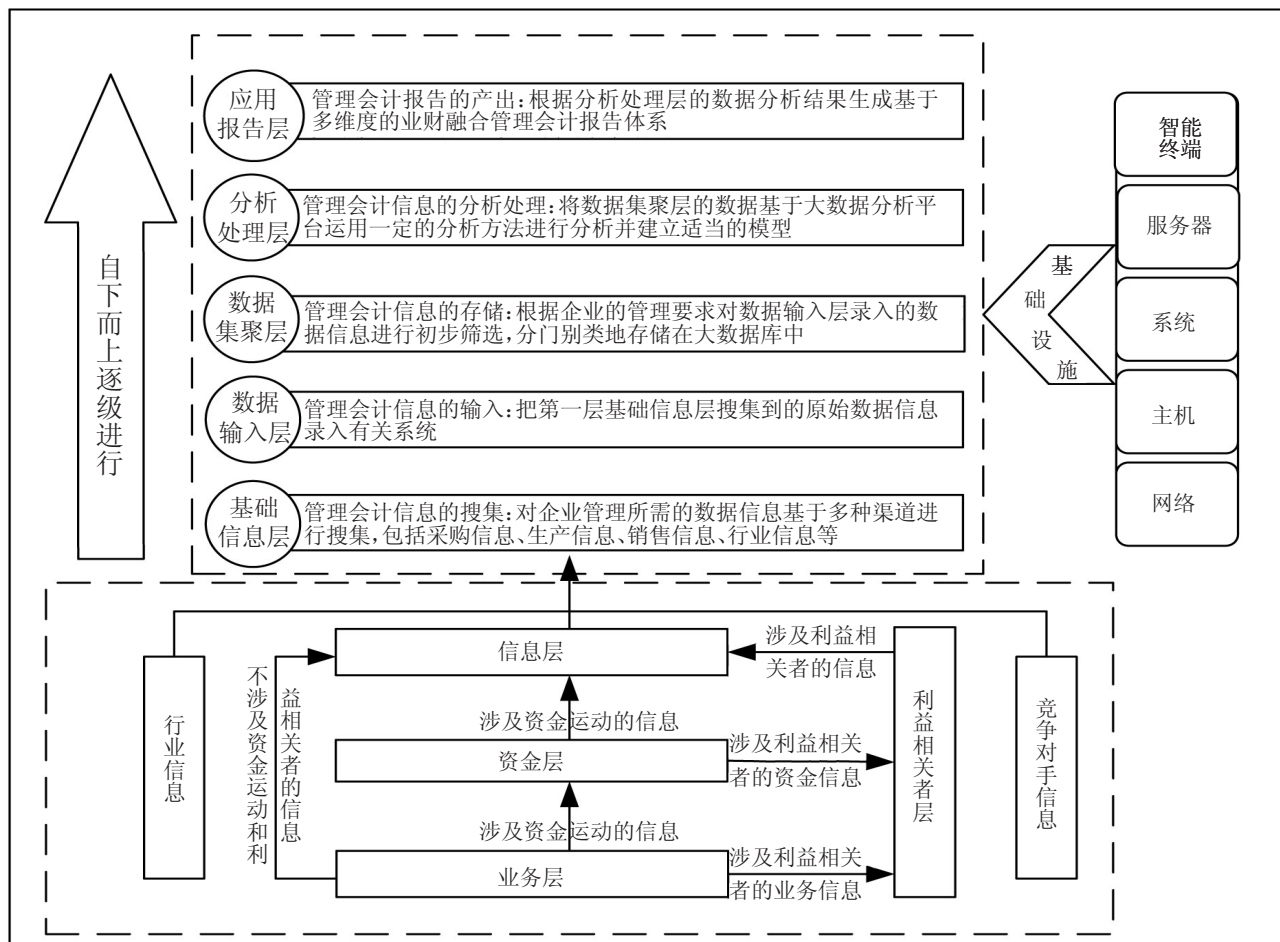 应用
报告层
管理会计报告的产出:根据分析处理层的数据分析结果生成基于
多维度的业财融合管理会计报告体系
分析
处理层
管理会计信息的分析处理:将数据集聚层的数据基于大数据分析平
台运用一定的分析方法进行分析并建立适当的模型
数据
集聚层
管理会计信息的存储:根据企业的管理要求对数据输入层录入的数
据信息进行初步筛选,分门别类地存储在大数据库中
数据
输入层
管理会计信息的输入:把第一层基础信息层搜集到的原始数据信息
录入有关系统
基础
信息层
管理会计信息的搜集:对企业管理所需的数据信息基于多种渠道进
行搜集,包括采购信息、生产信息、销售信息、行业信息等
自下而上逐级进行
基础设施
智能
终端
服务器
系统
主机
网络
行业信息
不涉及资金运动和利
益相关者的信息
信息层
涉及资金运动的信息
资金层
涉及资金运动的信息
业务层
涉及利益相
关者的信息
涉及利益相关
者的资金信息
涉及利益相关
者的业务信息
利益相关者层
竞争对手信息